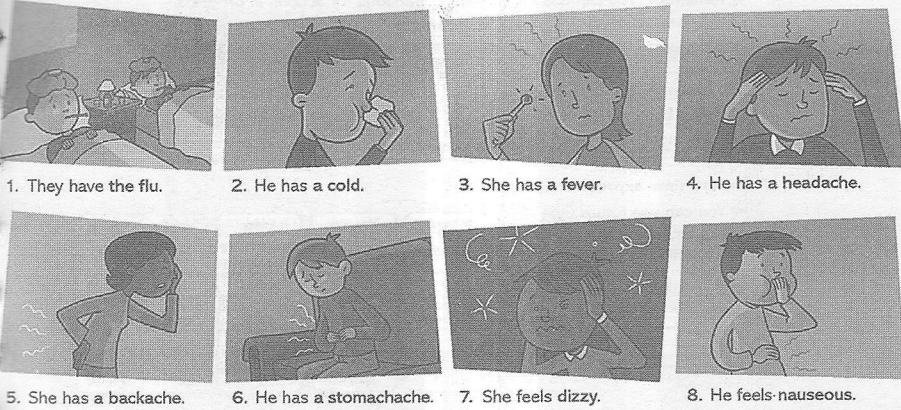 1. They have the flu.
2. He has a cold.
3. She has a fever.
4. He has a headache.
5. She has a backache.
6. He has a stomachache.
7. She feels dizzy.
8. He feels nauseous.